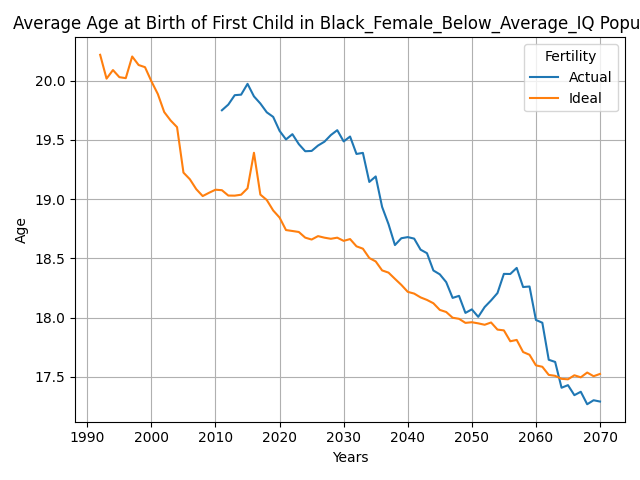 Average Age at Birth of First Child in Black_Female_Below_Average_IQ Popu
Fertility
Actual
Ideal
20.0
19.5
19.0
18.5
18.0
17.5
Age
1990 2000 2010 2020 2030 2040 2050 2060 2070
Years